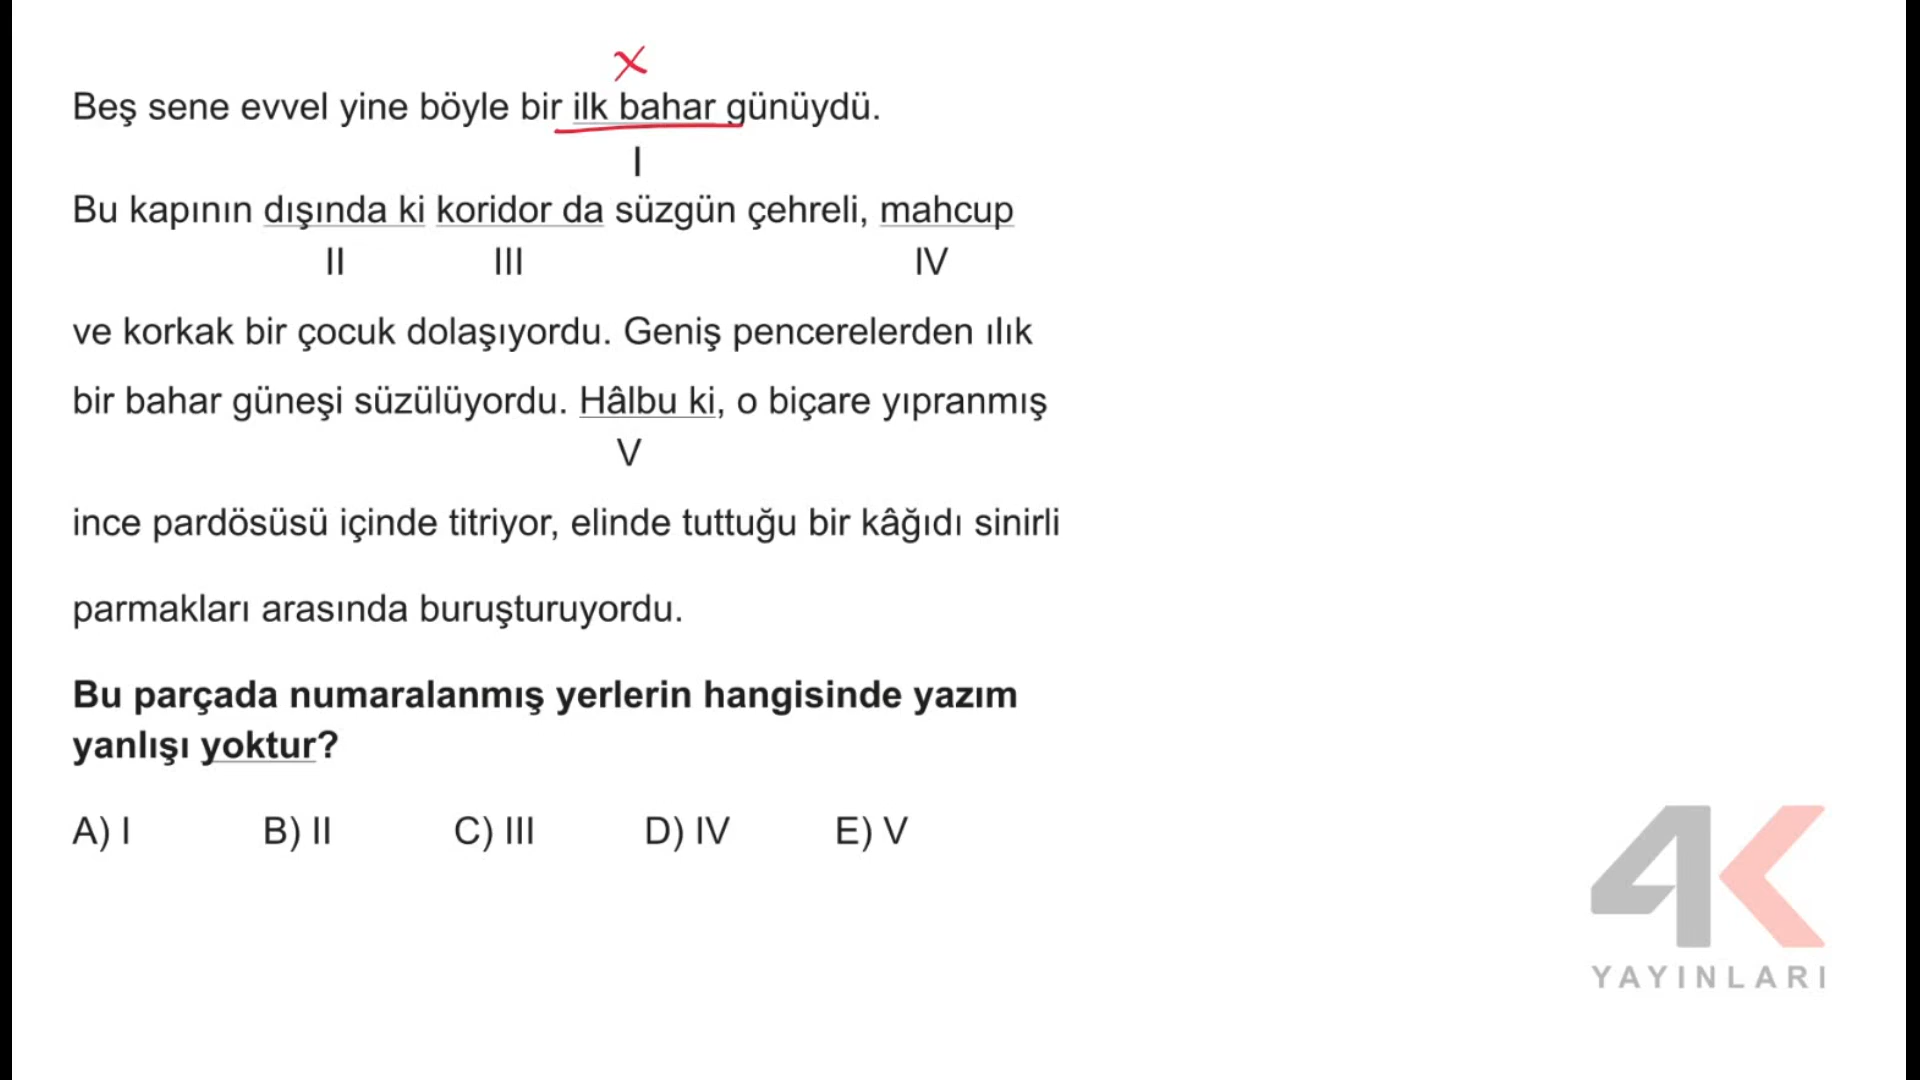 Beş sene evvel yine böyle bir ilk bahar günüydü.
I
Bu kapının dışında ki koridor da süzgün çehreli, mahcup
II III IV
ve korkak bir çocuk dolaşıyordu. Geniş pencerelerden ılık
bir bahar güneşi süzülüyordu. Hâlbu ki, o biçare yıpranmış
V
ince pardösüsü içinde titriyor, elinde tuttuğu bir kâğıdı sinirli
parmakları arasında buruşturuyordu.
Bu parçada numaralanmış yerlerin hangisinde yazım
yanlışı yoktur?
A) I B) II C) III D) IV E) V
4K
YAYINLARI